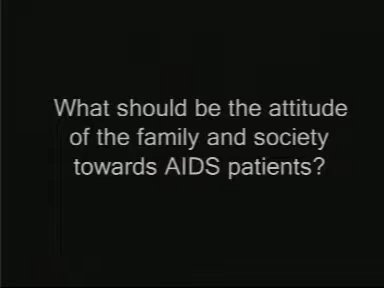 What should be the attitude
of the family and society
towards AIDS patients?